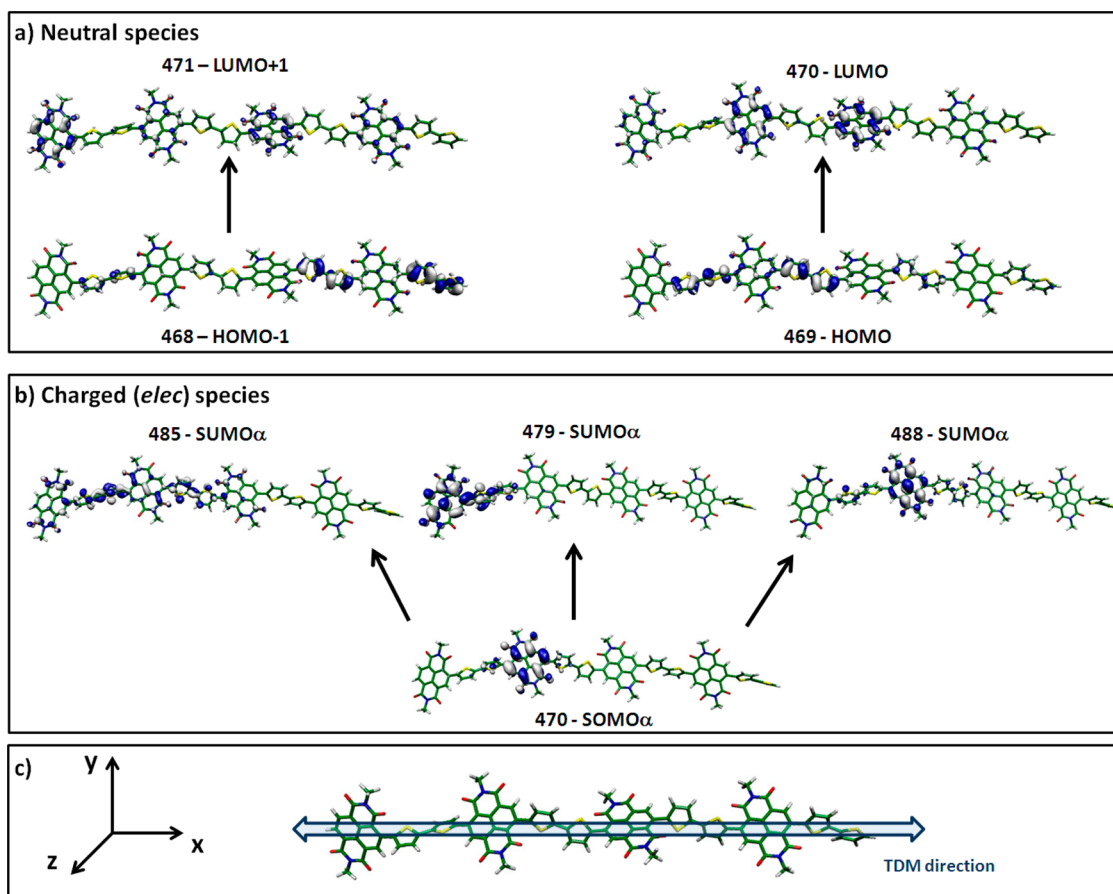 a) Neutral species
471 – LUMO+1
470 - LUMO
468 – HOMO-1
469 - HOMO
b) Charged (elec) species
485 - SUMOα
479 - SUMOα
488 - SUMOα
470 - SOMOα
c)
y
x
z
TDM direction